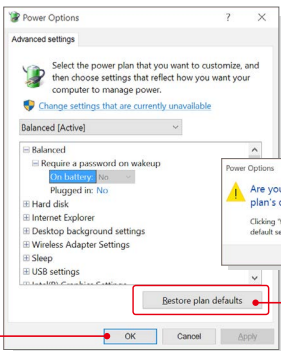 Power Options
Advanced settings
Select the power plan that you want to customize, and
then choose settings that reflect how you want your
computer to manage power.
Change settings that are currently unavailable
Balanced [Active]
Balanced
Require a password on wakeup
On battery: No
Plugged in: No
Hard disk
Internet Explorer
Desktop background settings
Wireless Adapter Settings
Sleep
USB settings
Intel(R) Graphics Settings
Power Options
Are you
plan's
Clicking
default
Restore plan defaults
OK Cancel Apply